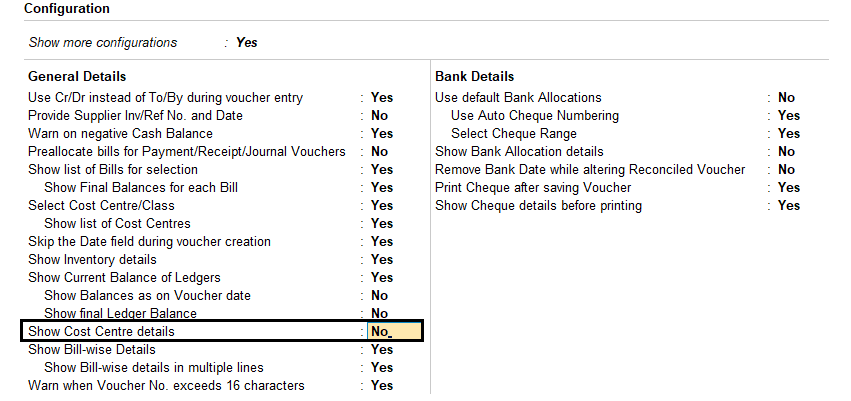 Configuration
Show more configurations : Yes
General Details
Use Cr/Dr instead of To/By during voucher entry : Yes
Provide Supplier Inv/Ref No. and Date : No
Warn on negative Cash Balance : Yes
Preallocate bills for Payment/Receipt/Journal Vouchers : No
Show list of Bills for selection : Yes
Show Final Balances for each Bill : Yes
Select Cost Centre/Class : Yes
Show list of Cost Centres : Yes
Skip the Date field during voucher creation : Yes
Show Inventory details : Yes
Show Current Balance of Ledgers : Yes
Show Balances as on Voucher date : No
Show final Ledger Balance : No
Show Cost Centre details : No
Show Bill-wise Details : Yes
Show Bill-wise details in multiple lines : Yes
Warn when Voucher No. exceeds 16 characters : Yes
Bank Details
Use default Bank Allocations : No
Use Auto Cheque Numbering : Yes
Select Cheque Range : Yes
Show Bank Allocation details : No
Remove Bank Date while altering Reconciled Voucher : No
Print Cheque after saving Voucher : Yes
Show Cheque details before printing : Yes